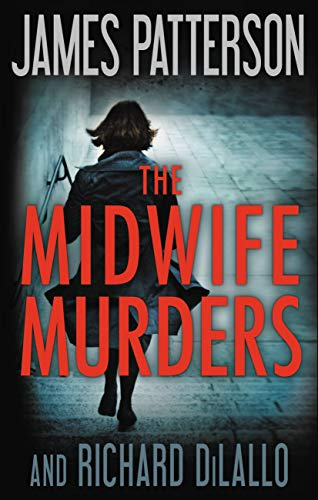 JAMES PATTERSON
THE
MIDWIFE
MURDERS
AND RICHARD DiLALLO